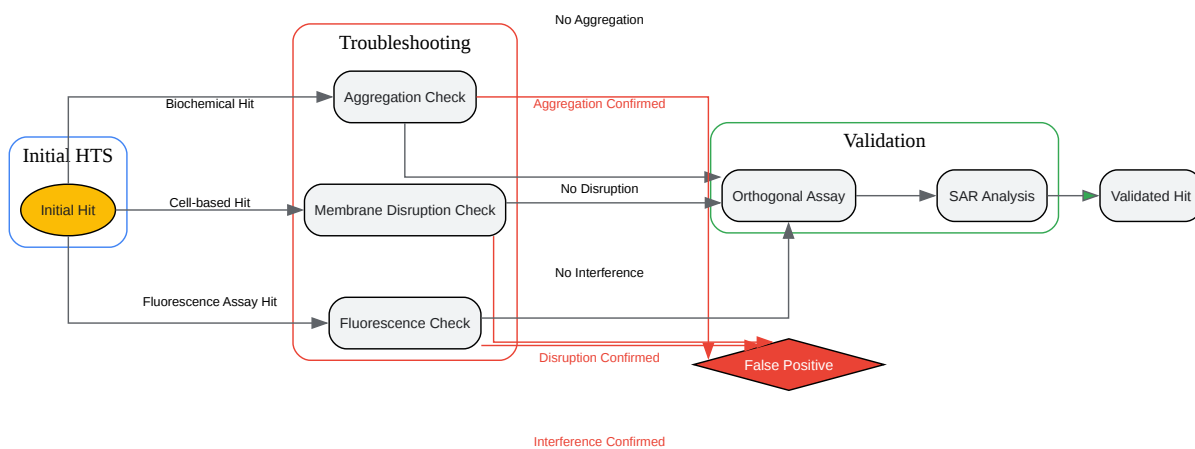 No Aggregation
Troubleshooting
Aggregation Check
Biochemical Hit
Aggregation Confirmed
Initial HTS
Validation
Initial Hit
Cell-based Hit
Membrane Disruption Check
No Disruption
Orthogonal Assay
SAR Analysis
Validated Hit
No Interference
Fluorescence Assay Hit
Fluorescence Check
Disruption Confirmed
False Positive
Interference Confirmed